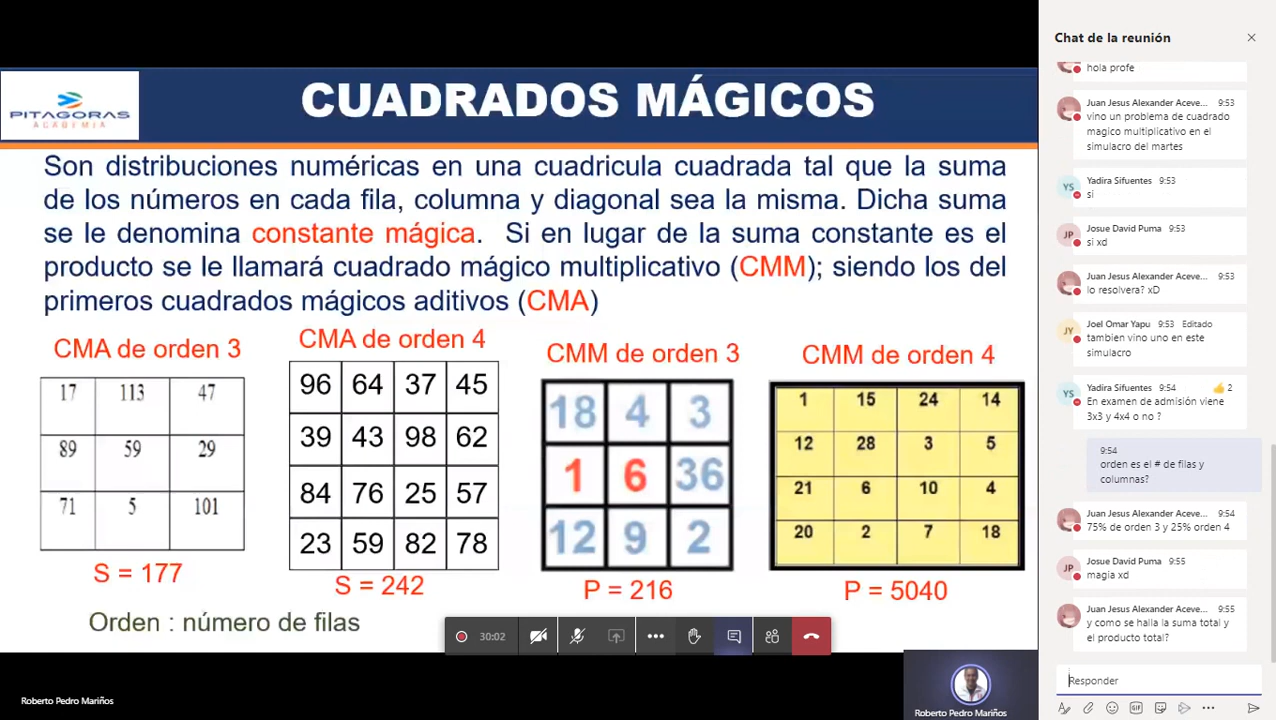 PITAGORAS
ACADEMIA
CUADRADOS MÁGICOS
Son distribuciones numéricas en una cuadricula cuadrada tal que la suma
de los números en cada fila, columna y diagonal sea la misma. Dicha suma
se le denomina constante mágica. Si en lugar de la suma constante es el
producto se le llamará cuadrado mágico multiplicativo (CMM); siendo los del
primeros cuadrados mágicos aditivos (CMA)
CMA de orden 3
17 113 47
89 59 29
71 5 101
S = 177
CMA de orden 4
96 64 37 45
39 43 98 62
84 76 25 57
23 59 82 78
S = 242
CMM de orden 3
18 4 3
1 6 36
12 9 2
P = 216
CMM de orden 4
1 15 24 14
12 28 3 5
21 6 10 4
20 2 7 18
P = 5040
Orden : número de filas
30:02
Roberto Pedro Mariños
Roberto Pedro Mariños
Chat de la reunión
hola profe
Juan Jesus Alexander Aceve... 9:53
vino un problema de cuadrado
magico multiplicativo en el
simulacro del martes
YS
Yadira Sifuentes 9:53
si
JP
Josue David Puma 9:53
si xd
Juan Jesus Alexander Aceve... 9:53
lo resolvera? xD
JY
Joel Omar Yapu 9:53 Editado
tambien vino uno en este
simulacro
YS
Yadira Sifuentes 9:54 2
En examen de admisión viene
3x3 y 4x4 o no ?
9:54
orden es el # de filas y
columnas?
Juan Jesus Alexander Aceve... 9:54
75% de orden 3 y 25% orden 4
JP
Josue David Puma 9:55
magia xd
Juan Jesus Alexander Aceve... 9:55
y como se halla la suma total y
el producto total?
Responder
GIF